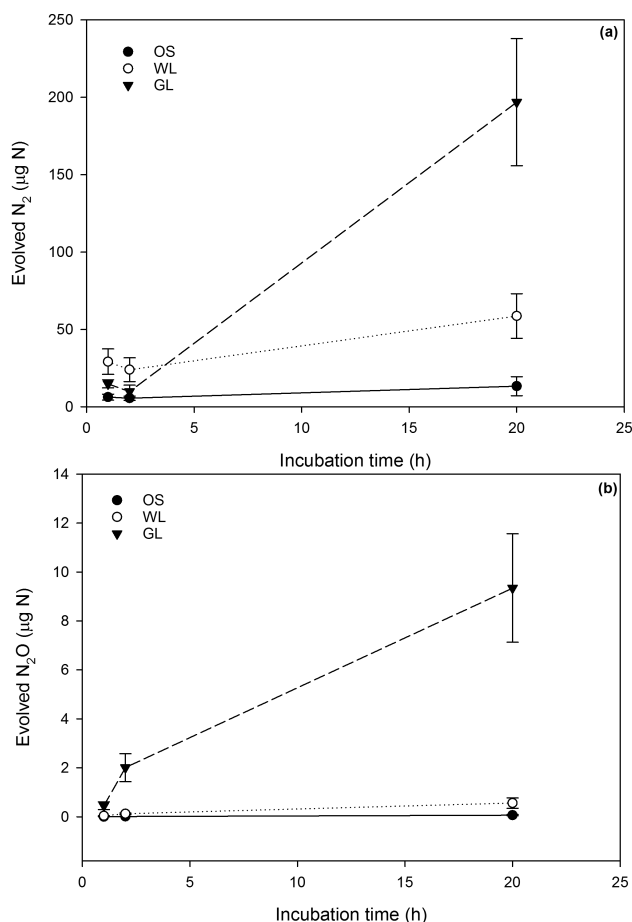 250
(a)
OS
WL
GL
200
150
100
50
0
Evolved N₂ (μg N)
0 5 10 15 20 25
Incubation time (h)
14
(b)
OS
WL
GL
12
10
8
6
4
2
0
Evolved N₂O (μg N)
0 5 10 15 20 25
Incubation time (h)